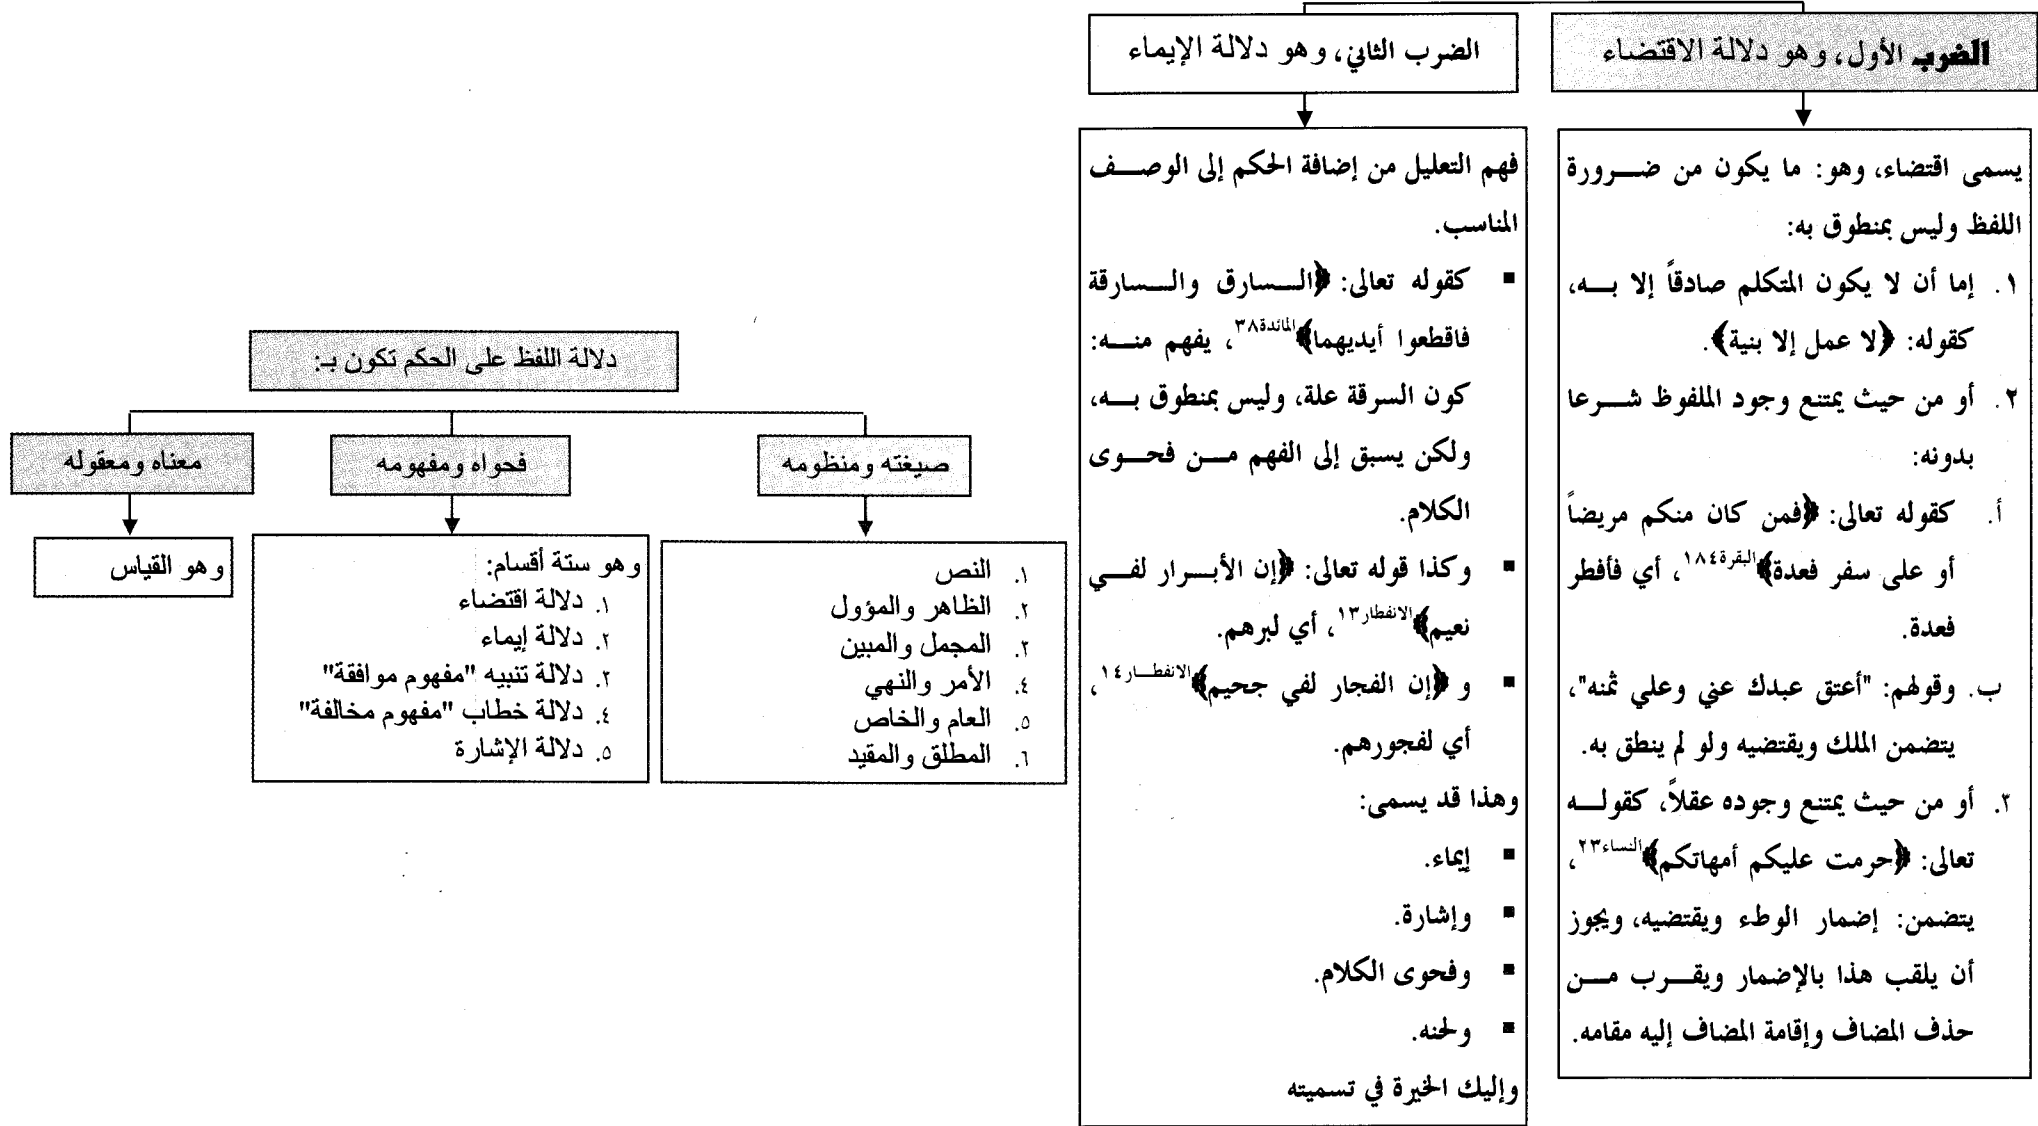 الضرب الأول، وهو دلالة الاقتضاء
يسمى اقتضاء، وهو: ما يكون من ضرورة
اللفظ وليس بمنطوق به:
١. إما أن لا يكون المتكلم صادقاً إلا به،
كقوله: ﴿لا عمل إلا بنية﴾.
٢. أو من حيث يمتنع وجود الملفوظ شرعا
بدونه:
أ. كقوله تعالى: ﴿فمن كان منكم مريضاً
أو على سفر فعدة﴾البقرة١٨٤، أي فأفطر
فعدة.
ب. وقولهم: "أعتق عبدك عني وعلي ثمنه"،
يتضمن الملك ويقتضيه ولو لم ينطق به.
٣. أو من حيث يمتنع وجوده عقلاً، كقوله
تعالى: ﴿حرمت عليكم أمهاتكم﴾النساء٢٣،
يتضمن: إضمار الوطء ويقتضيه، ويجوز
أن يلقب هذا بالإضمار ويقرب من
حذف المضاف وإقامة المضاف إليه مقامه.
الضرب الثاني، وهو دلالة الإيماء
فهم التعليل من إضافة الحكم إلى الوصف
المناسب.
▪ كقوله تعالى: ﴿السارق والسارقة
فاقطعوا أيديهما﴾المائدة٣٨، يفهم منه:
كون السرقة علة، وليس بمنطوق به،
ولكن يسبق إلى الفهم من فحوى
الكلام.
▪ وكذا قوله تعالى: ﴿إن الأبرار لفي
نعيم﴾الانفطار١٣، أي لبرهم.
▪ و﴿إن الفجار لفي جحيم﴾الانفطار١٤،
أي لفجورهم.
وهذا قد يسمى:
▪ إيماء.
▪ وإشارة.
▪ وفحوى الكلام.
▪ ولحنه.
وإليك الخيرة في تسميته
دلالة اللفظ على الحكم تكون بـ:
صيغته ومنظومه
١. النص
٢. الظاهر والمؤول
٣. المجمل والمبين
٤. الأمر والنهي
٥. العام والخاص
٦. المطلق والمقيد
فحواه ومفهومه
وهو ستة أقسام:
١. دلالة اقتضاء
٢. دلالة إيماء
٣. دلالة تنبيه "مفهوم موافقة"
٤. دلالة خطاب "مفهوم مخالفة"
٥. دلالة الإشارة
معناه ومعقوله
وهو القياس